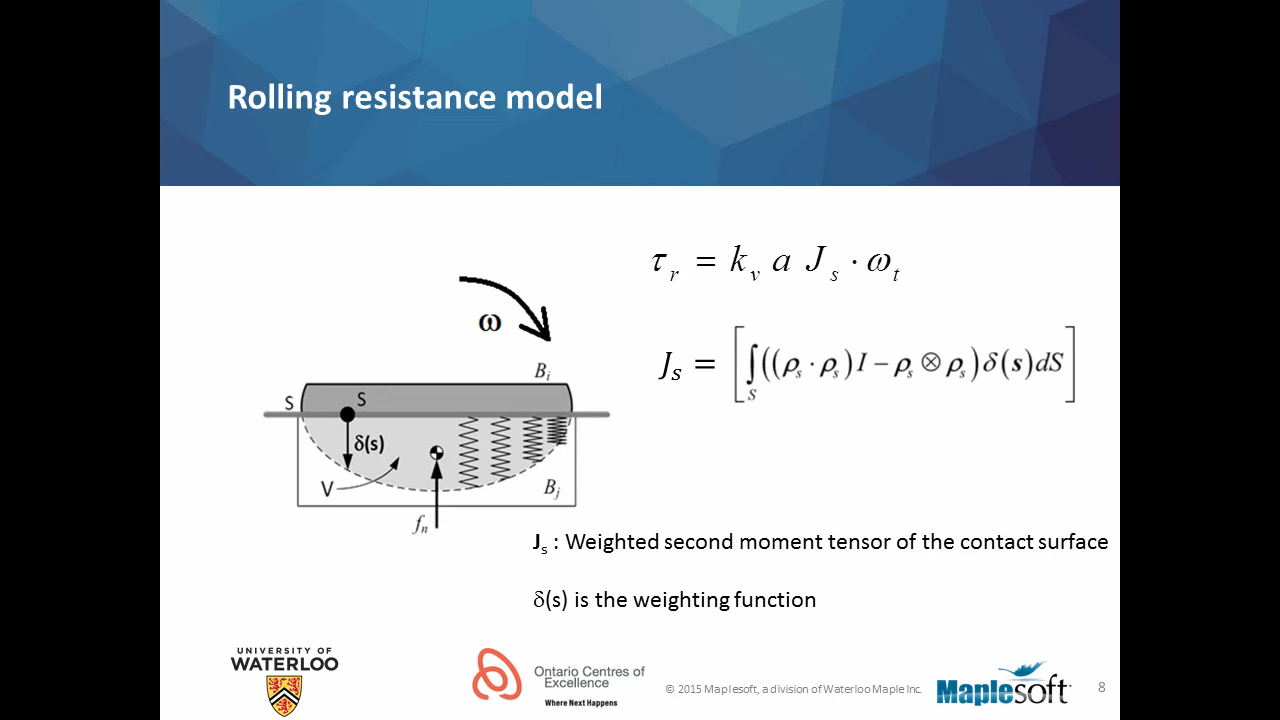 Rolling resistance model
τ_r = k_v a J_s · ω_t
J_s = [∫_S ((ρ_s · ρ_s) I − ρ_s ⊗ ρ_s) δ(s) dS]
ω
B_i
S
S
δ(s)
V
B_j
f_n
J_s : Weighted second moment tensor of the contact surface
δ(s) is the weighting function
UNIVERSITY OF
WATERLOO
Ontario Centres of
Excellence
Where Next Happens
© 2015 Maplesoft, a division of Waterloo Maple Inc.
Maplesoft
8